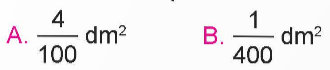 A. 4/100 dm² B. 1/400 dm²